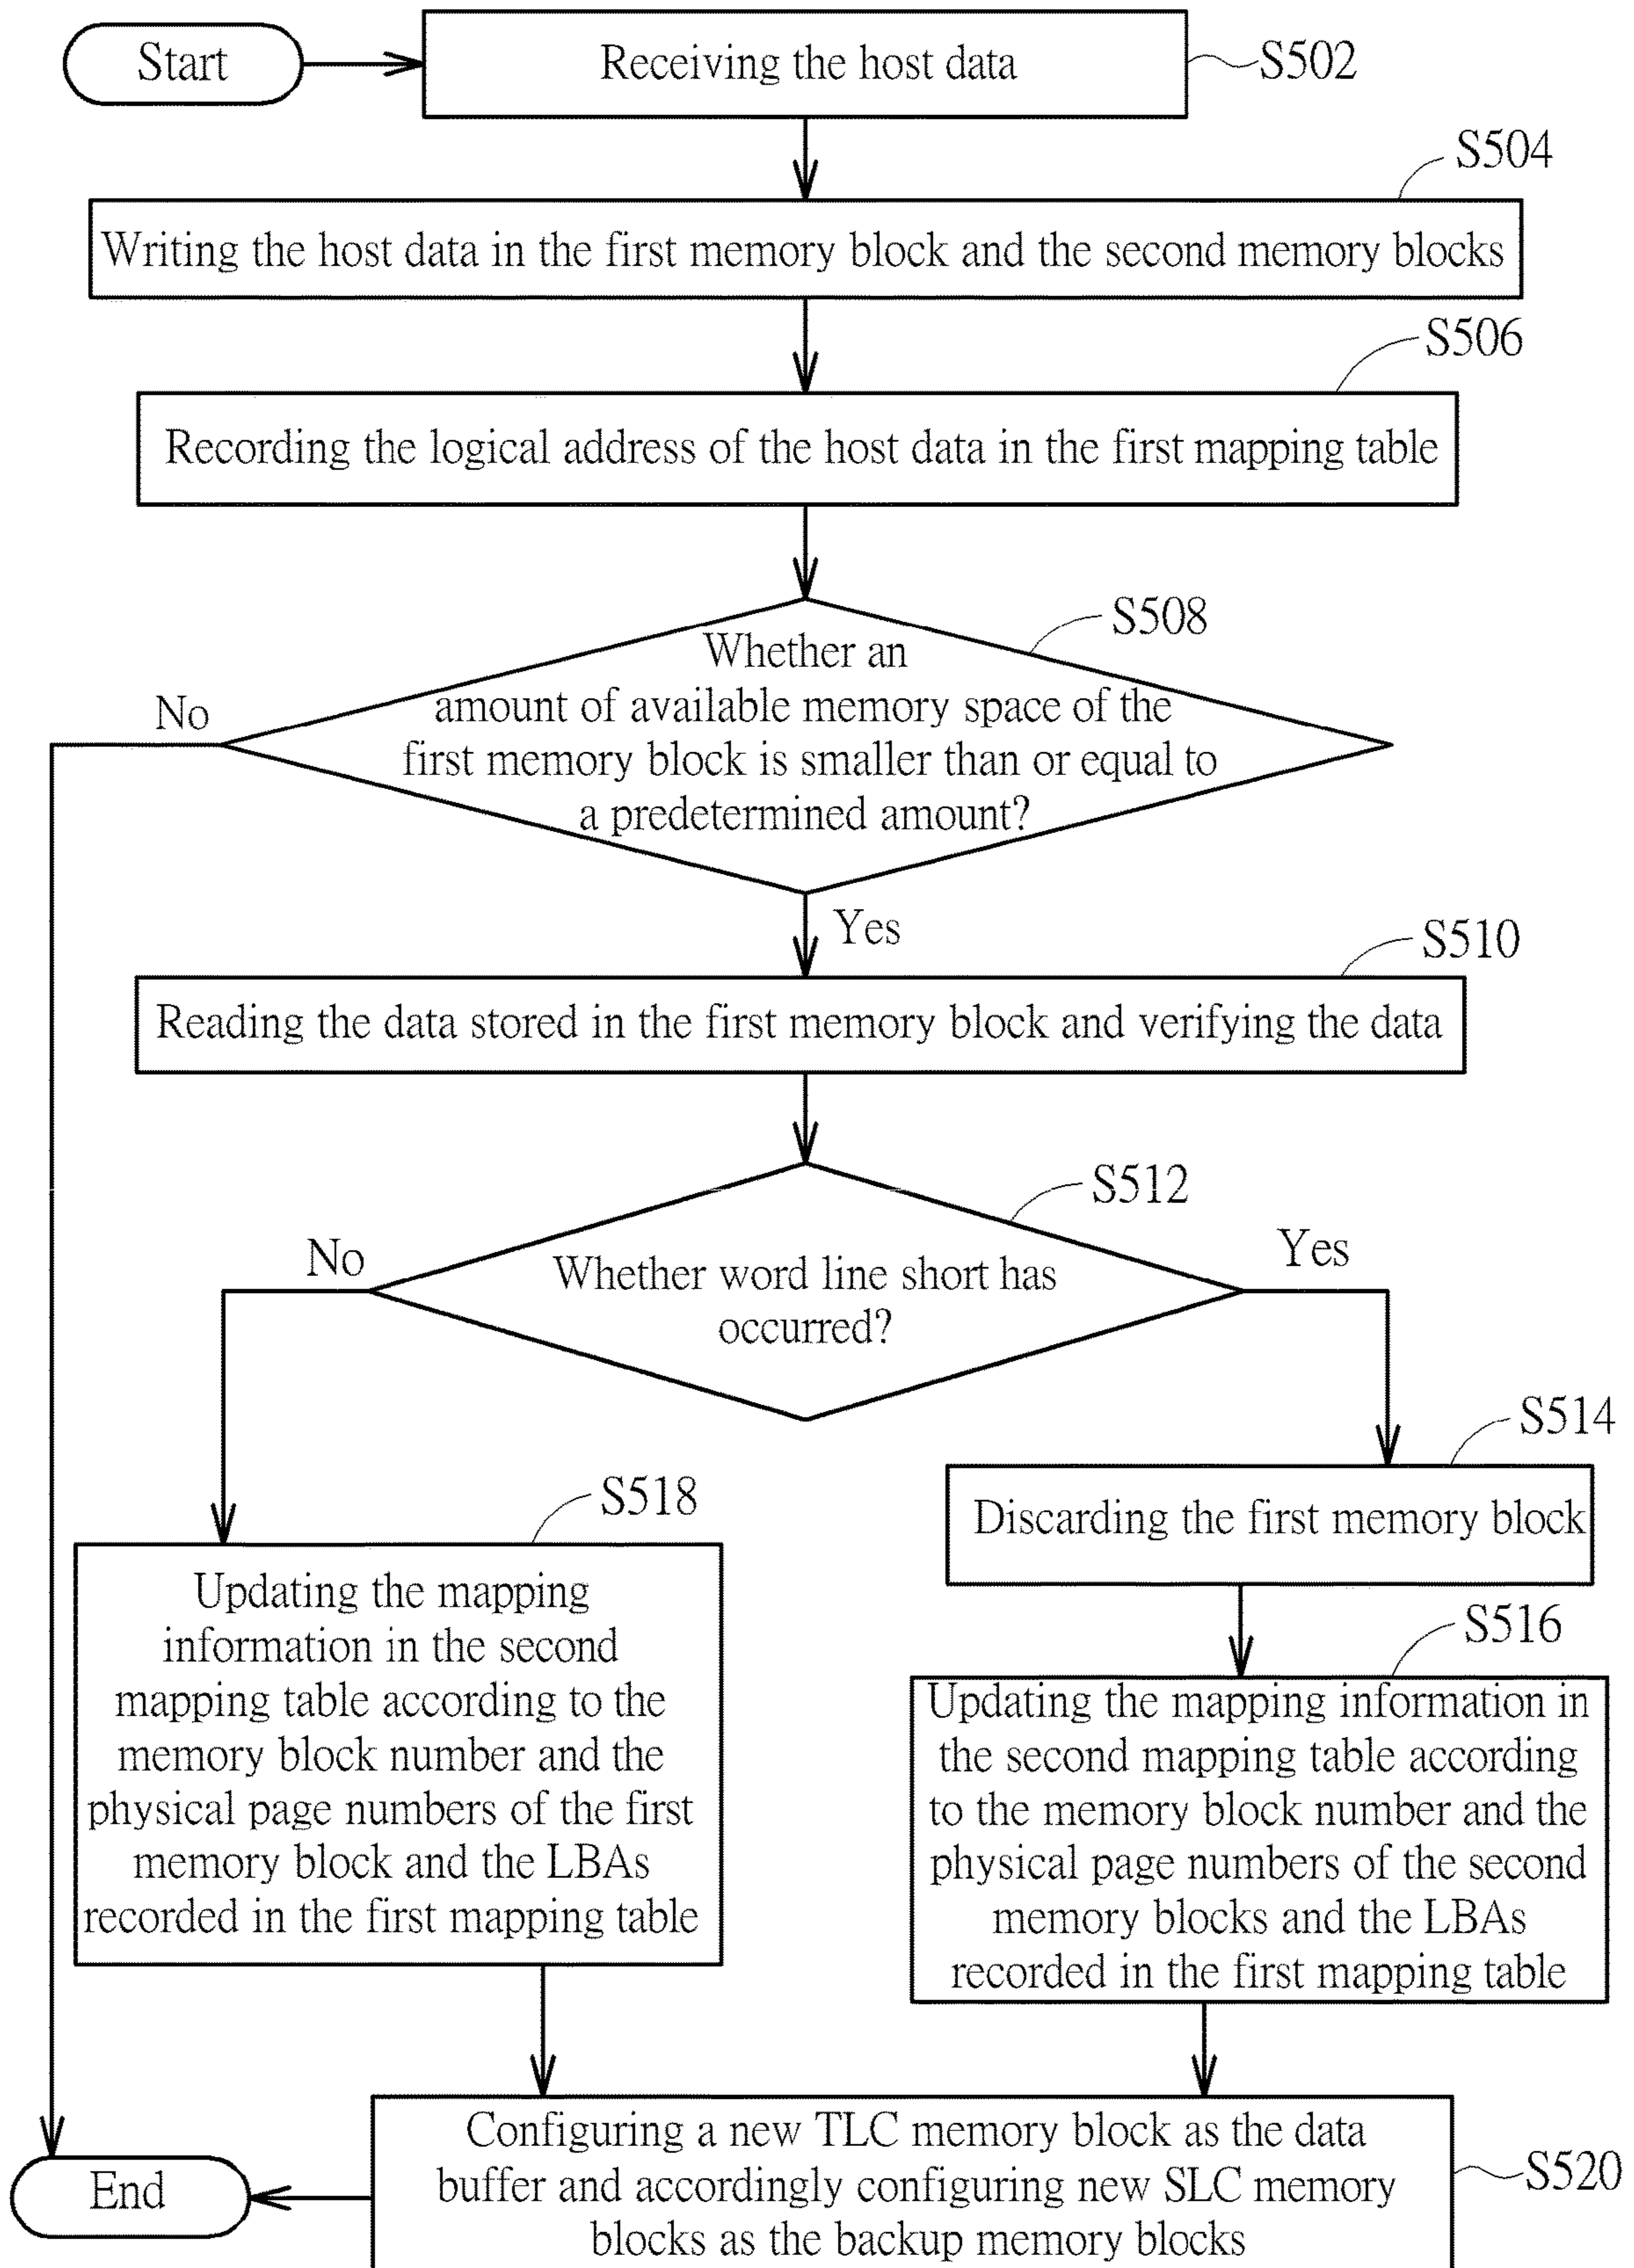 Start
Receiving the host data
S502
S504
Writing the host data in the first memory block and the second memory blocks
S506
Recording the logical address of the host data in the first mapping table
S508
Whether an
amount of available memory space of the
first memory block is smaller than or equal to
a predetermined amount?
No
Yes
S510
Reading the data stored in the first memory block and verifying the data
S512
Whether word line short has
occurred?
No
Yes
S514
Discarding the first memory block
S518
Updating the mapping
information in the second
mapping table according to the
memory block number and the
physical page numbers of the first
memory block and the LBAs
recorded in the first mapping table
S516
Updating the mapping information in
the second mapping table according
to the memory block number and the
physical page numbers of the second
memory blocks and the LBAs
recorded in the first mapping table
Configuring a new TLC memory block as the data
buffer and accordingly configuring new SLC memory
blocks as the backup memory blocks
S520
End